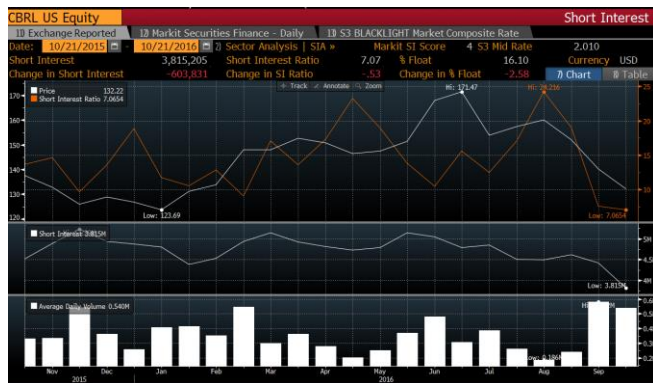 CBRL US Equity Short Interest
1) Exchange Reported Markit Securities Finance - Daily S3 BLACKLIGHT Market Composite Rate
Date: 10/21/2015 - 10/21/2016 2) Sector Analysis | SIA » Markit SI Score 4 S3 Mid Rate 2.010
Short Interest 3,815,205 Short Interest Ratio 7.07 % Float 16.10 Currency USD
Change in Short Interest -603,831 Change in SI Ratio -.53 Change in % Float -2.58 7) Chart 8) Table
Track Annotate Zoom
Price 132.22
Short Interest Ratio 7.0654
Hi: 171.47
170
160
150
140
130
120
25
20
15
10
Low: 123.69
Low: 7.0654
Short Interest 3.815M
5M
4.5
4M
Low: 3.815M
Average Daily Volume 0.540M
Low: 0.186M
0.5
0.4
0.3
0.2
Nov Dec Jan Feb Mar Apr May Jun Jul Aug Sep
2015 2016